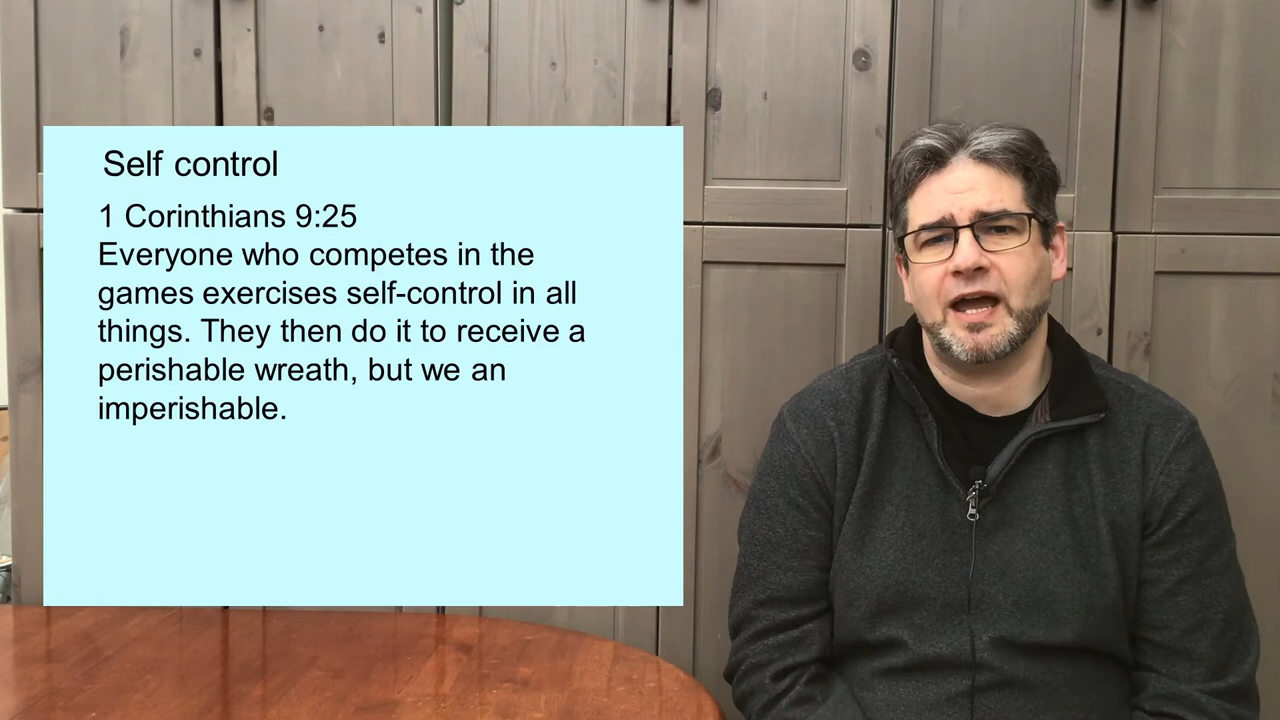 Self control
1 Corinthians 9:25
Everyone who competes in the
games exercises self-control in all
things. They then do it to receive a
perishable wreath, but we an
imperishable.